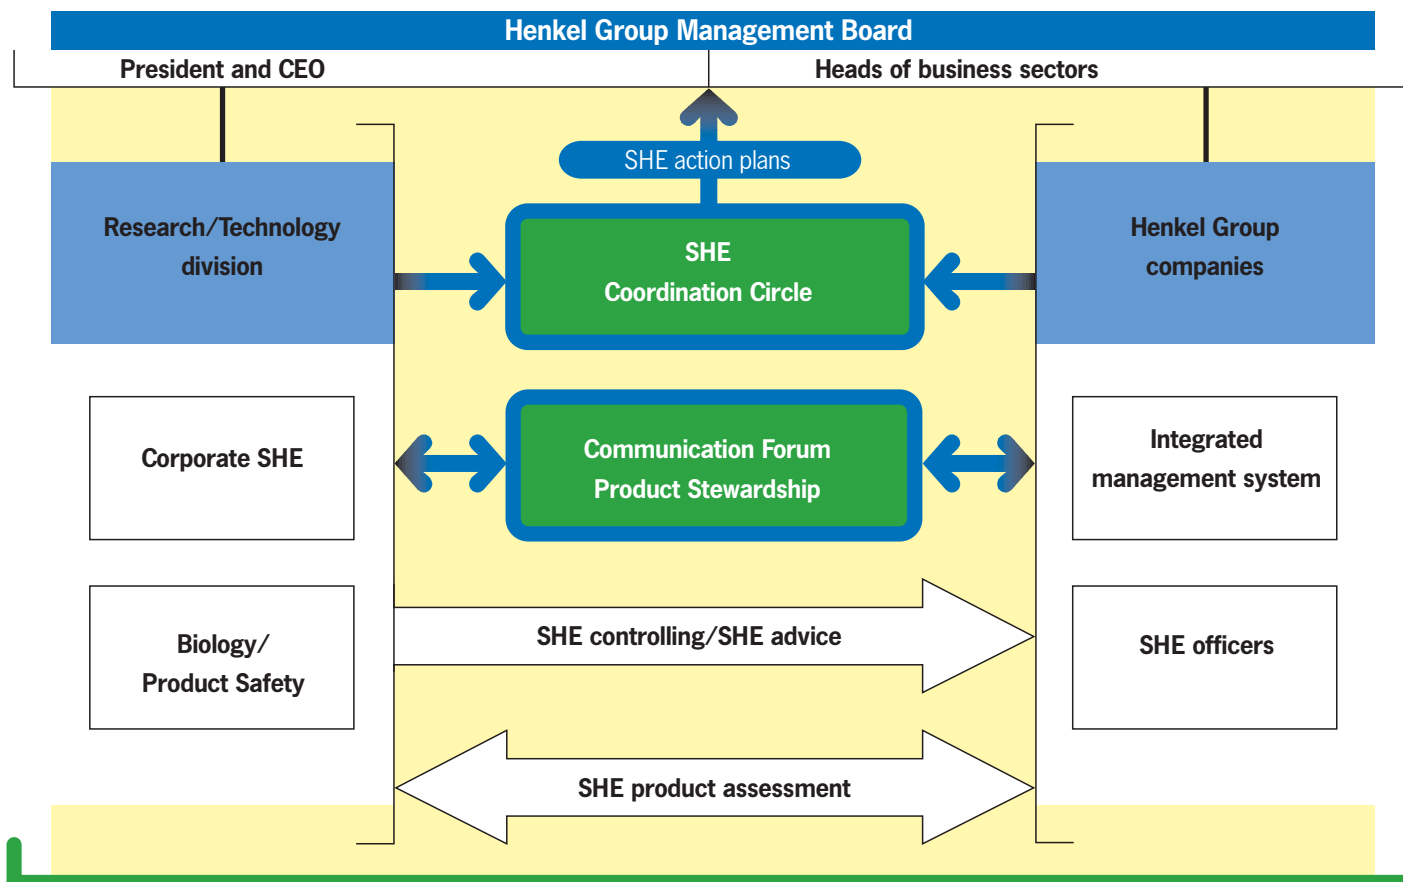 Henkel Group Management Board
President and CEO
Heads of business sectors
SHE action plans
Research/Technology
division
SHE
Coordination Circle
Henkel Group
companies
Corporate SHE
Communication Forum
Product Stewardship
Integrated
management system
Biology/
Product Safety
SHE controlling/SHE advice
SHE officers
SHE product assessment